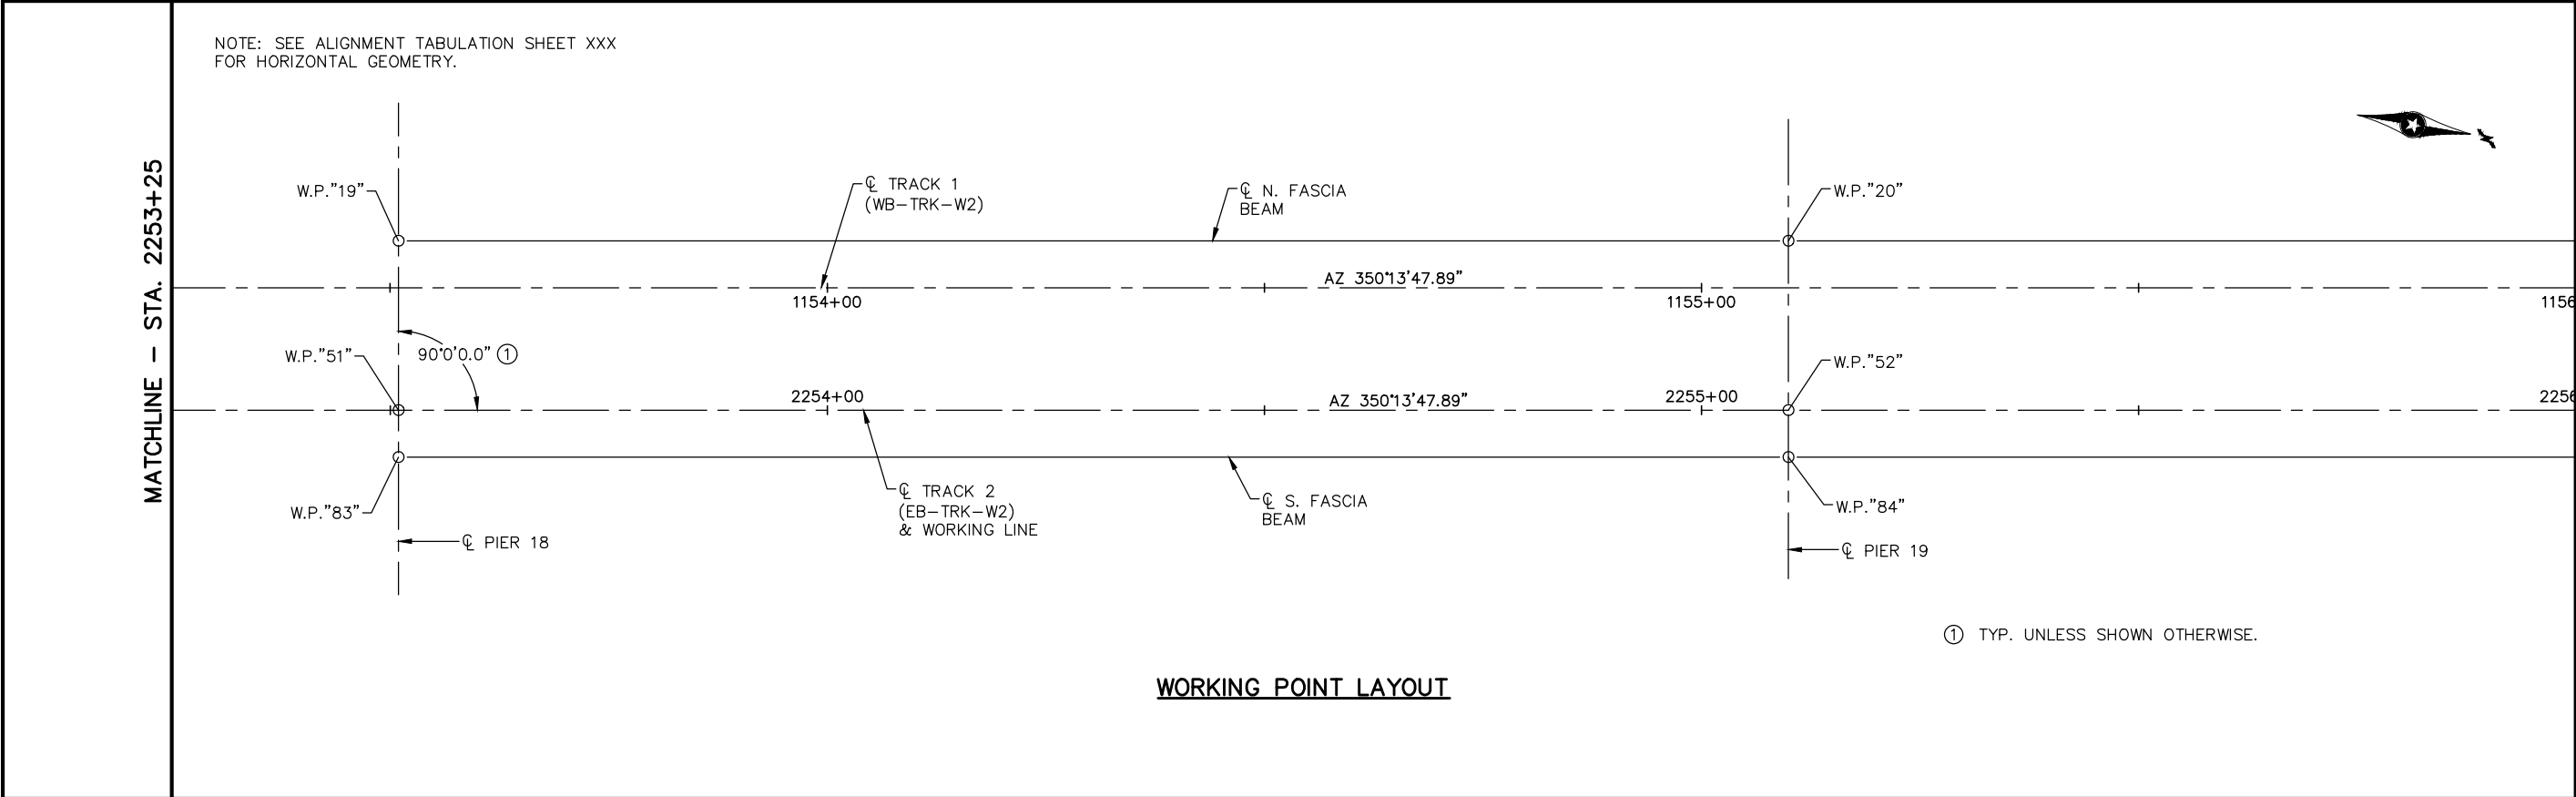 NOTE: SEE ALIGNMENT TABULATION SHEET XXX
FOR HORIZONTAL GEOMETRY.
MATCHLINE – STA. 2253+25
W.P."19"
℄ TRACK 1
(WB–TRK–W2)
℄ N. FASCIA
BEAM
W.P."20"
N
AZ 350°13'47.89"
1154+00
1155+00
1156
W.P."51"
90°0'0.0" ①
W.P."52"
2254+00
AZ 350°13'47.89"
2255+00
2256
W.P."83"
℄ TRACK 2
(EB–TRK–W2)
& WORKING LINE
℄ S. FASCIA
BEAM
W.P."84"
℄ PIER 18
℄ PIER 19
① TYP. UNLESS SHOWN OTHERWISE.
WORKING POINT LAYOUT